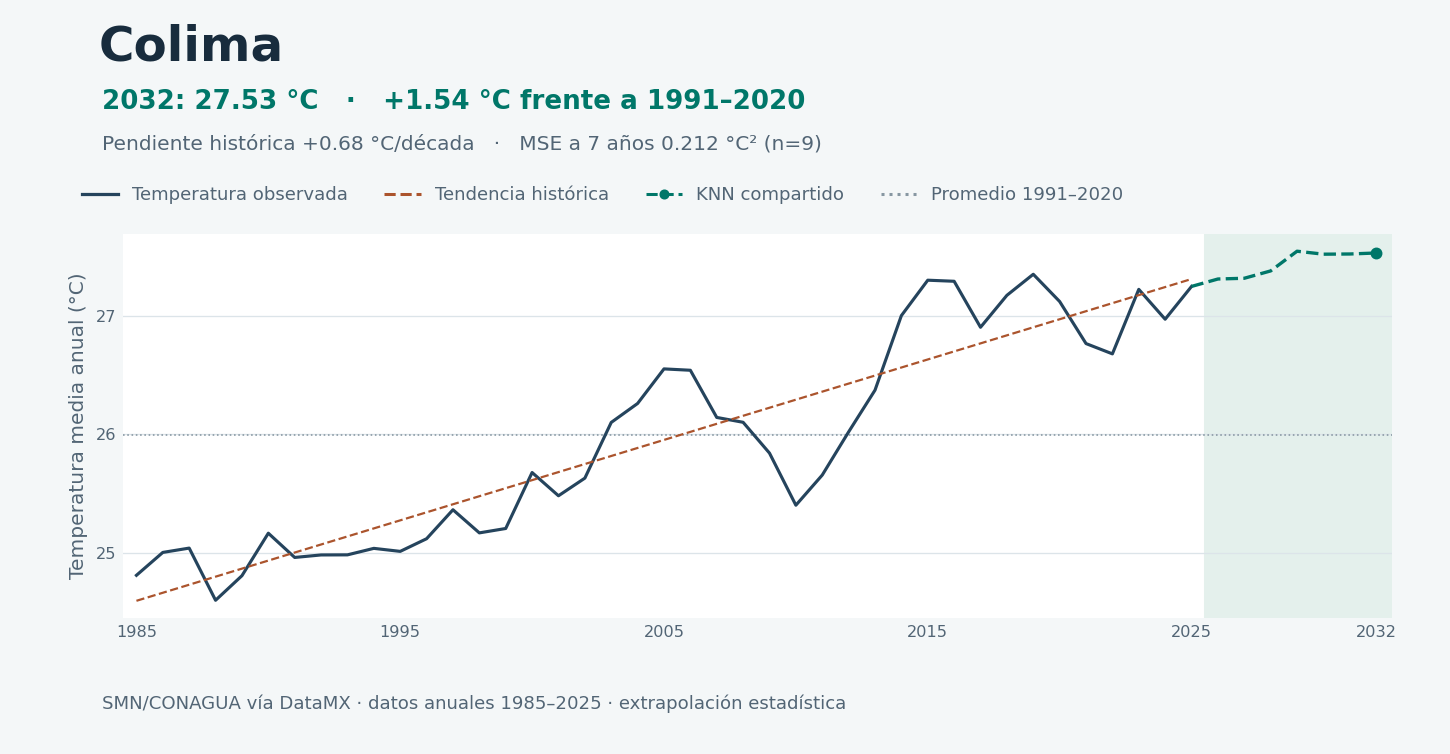 Colima
2032: 27.53 °C · +1.54 °C frente a 1991–2020
Pendiente histórica +0.68 °C/década · MSE a 7 años 0.212 °C² (n=9)
Temperatura observada Tendencia histórica KNN compartido Promedio 1991–2020
Temperatura media anual (°C)
27
26
25
1985 1995 2005 2015 2025 2032
SMN/CONAGUA vía DataMX · datos anuales 1985–2025 · extrapolación estadística